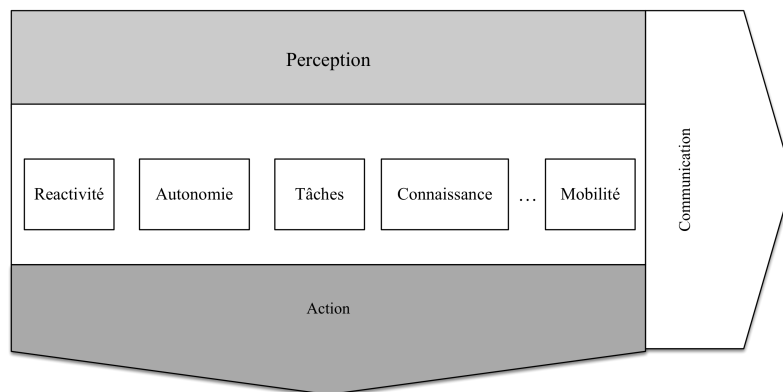 Perception
Reactivité
Autonomie
Tâches
Connaissance
…
Mobilité
Communication
Action